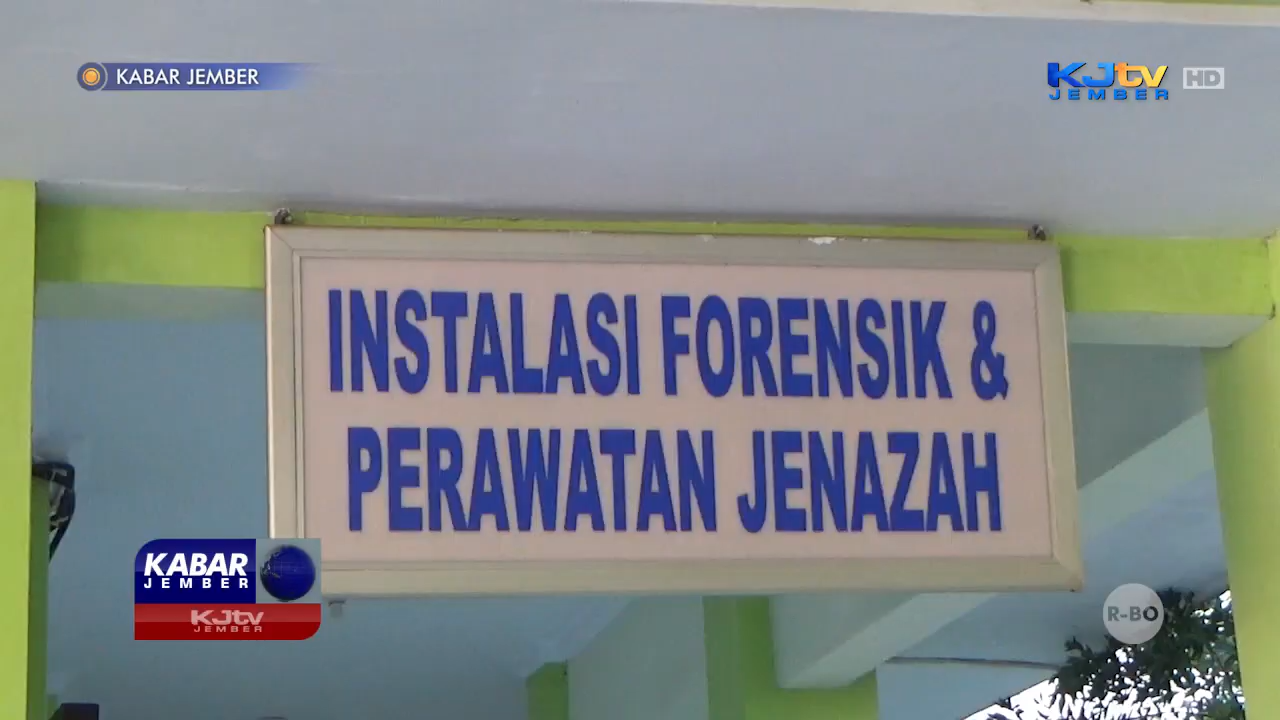 KABAR JEMBER
KJtv HD
JEMBER
INSTALASI FORENSIK &
PERAWATAN JENAZAH
KABAR
JEMBER
KJtv
JEMBER
R-BO